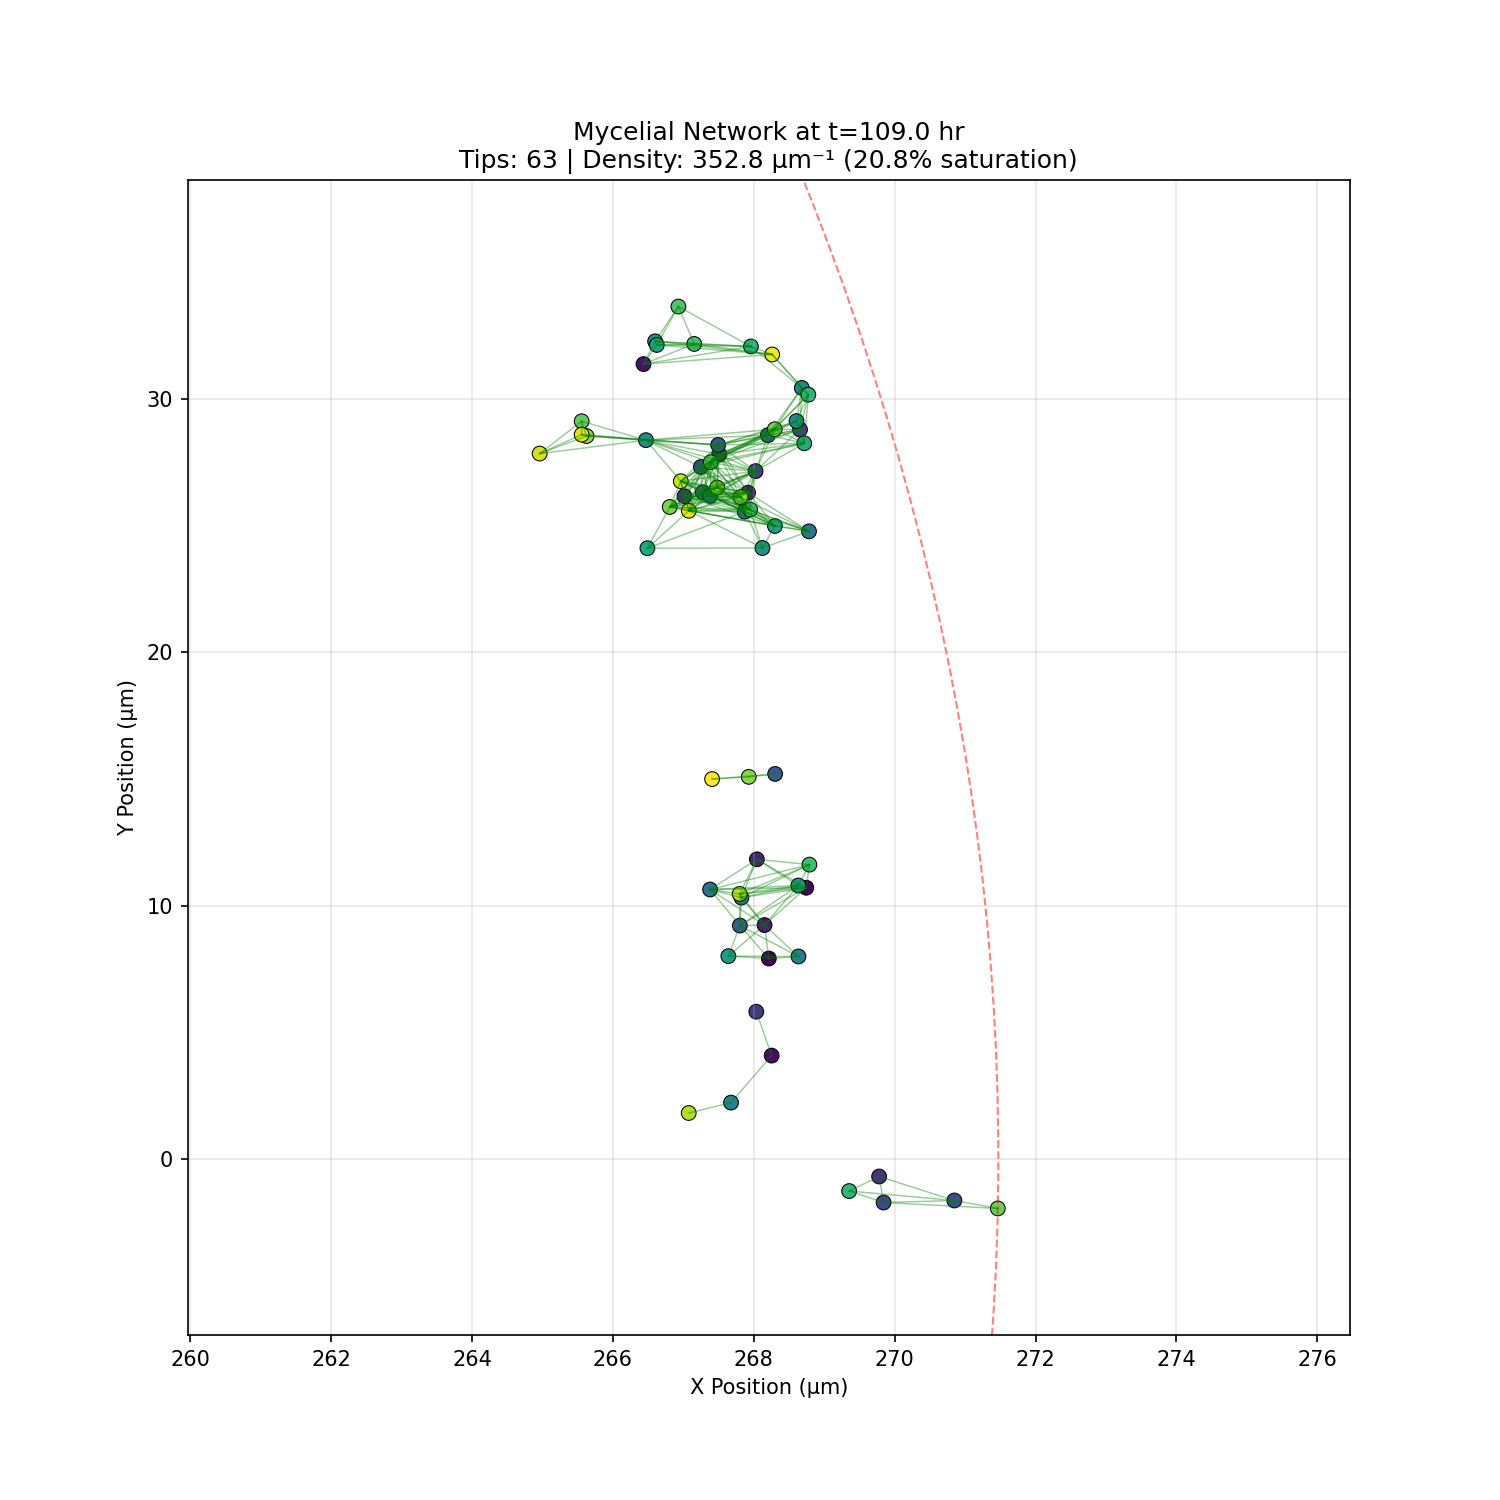 Mycelial Network at t=109.0 hr
Tips: 63 | Density: 352.8 μm⁻¹ (20.8% saturation)
Y Position (μm)
30
20
10
0
260 262 264 266 268 270 272 274 276
X Position (μm)